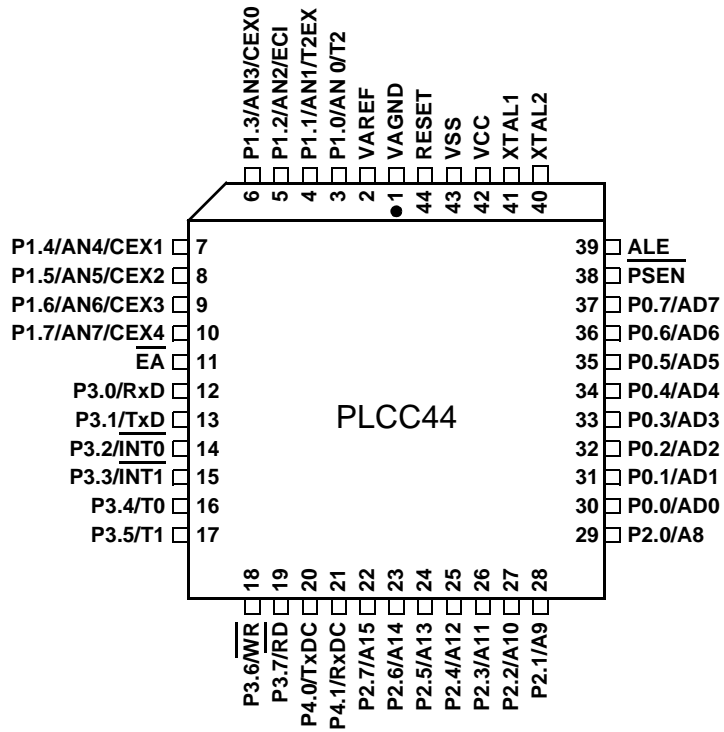 P1.3/AN3/CEX0
P1.2/AN2/ECI
P1.1/AN1/T2EX
P1.0/AN 0/T2
VAREF
VAGND
RESET
VSS
VCC
XTAL1
XTAL2
6
5
4
3
2
1
44
43
42
41
40
P1.4/AN4/CEX1 7
P1.5/AN5/CEX2 8
P1.6/AN6/CEX3 9
P1.7/AN7/CEX4 10
EA 11
P3.0/RxD 12
P3.1/TxD 13
P3.2/INT0 14
P3.3/INT1 15
P3.4/T0 16
P3.5/T1 17
PLCC44
39 ALE
38 PSEN
37 P0.7/AD7
36 P0.6/AD6
35 P0.5/AD5
34 P0.4/AD4
33 P0.3/AD3
32 P0.2/AD2
31 P0.1/AD1
30 P0.0/AD0
29 P2.0/A8
18
19
20
21
22
23
24
25
26
27
28
P3.6/WR
P3.7/RD
P4.0/TxDC
P4.1/RxDC
P2.7/A15
P2.6/A14
P2.5/A13
P2.4/A12
P2.3/A11
P2.2/A10
P2.1/A9